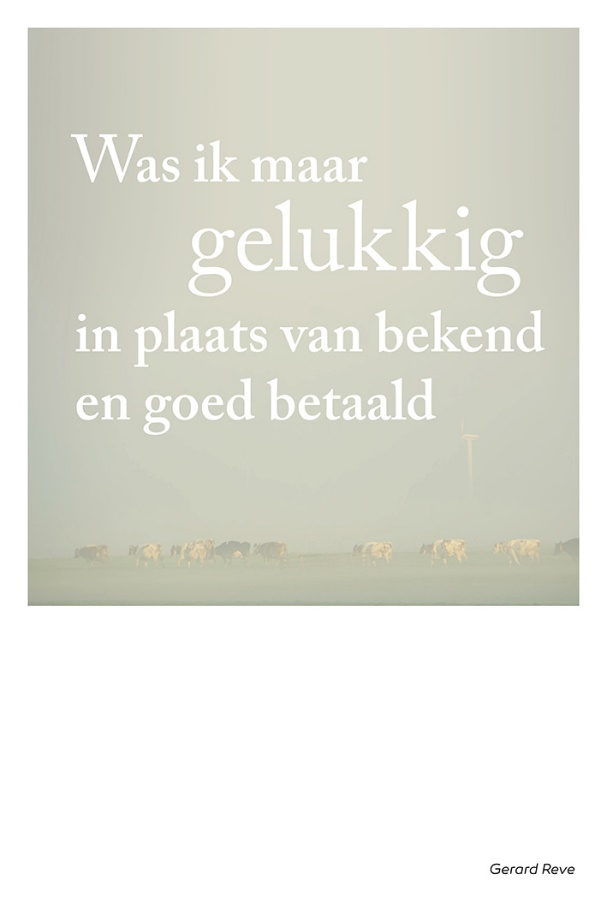 Was ik maar
gelukkig
in plaats van bekend
en goed betaald
Gerard Reve